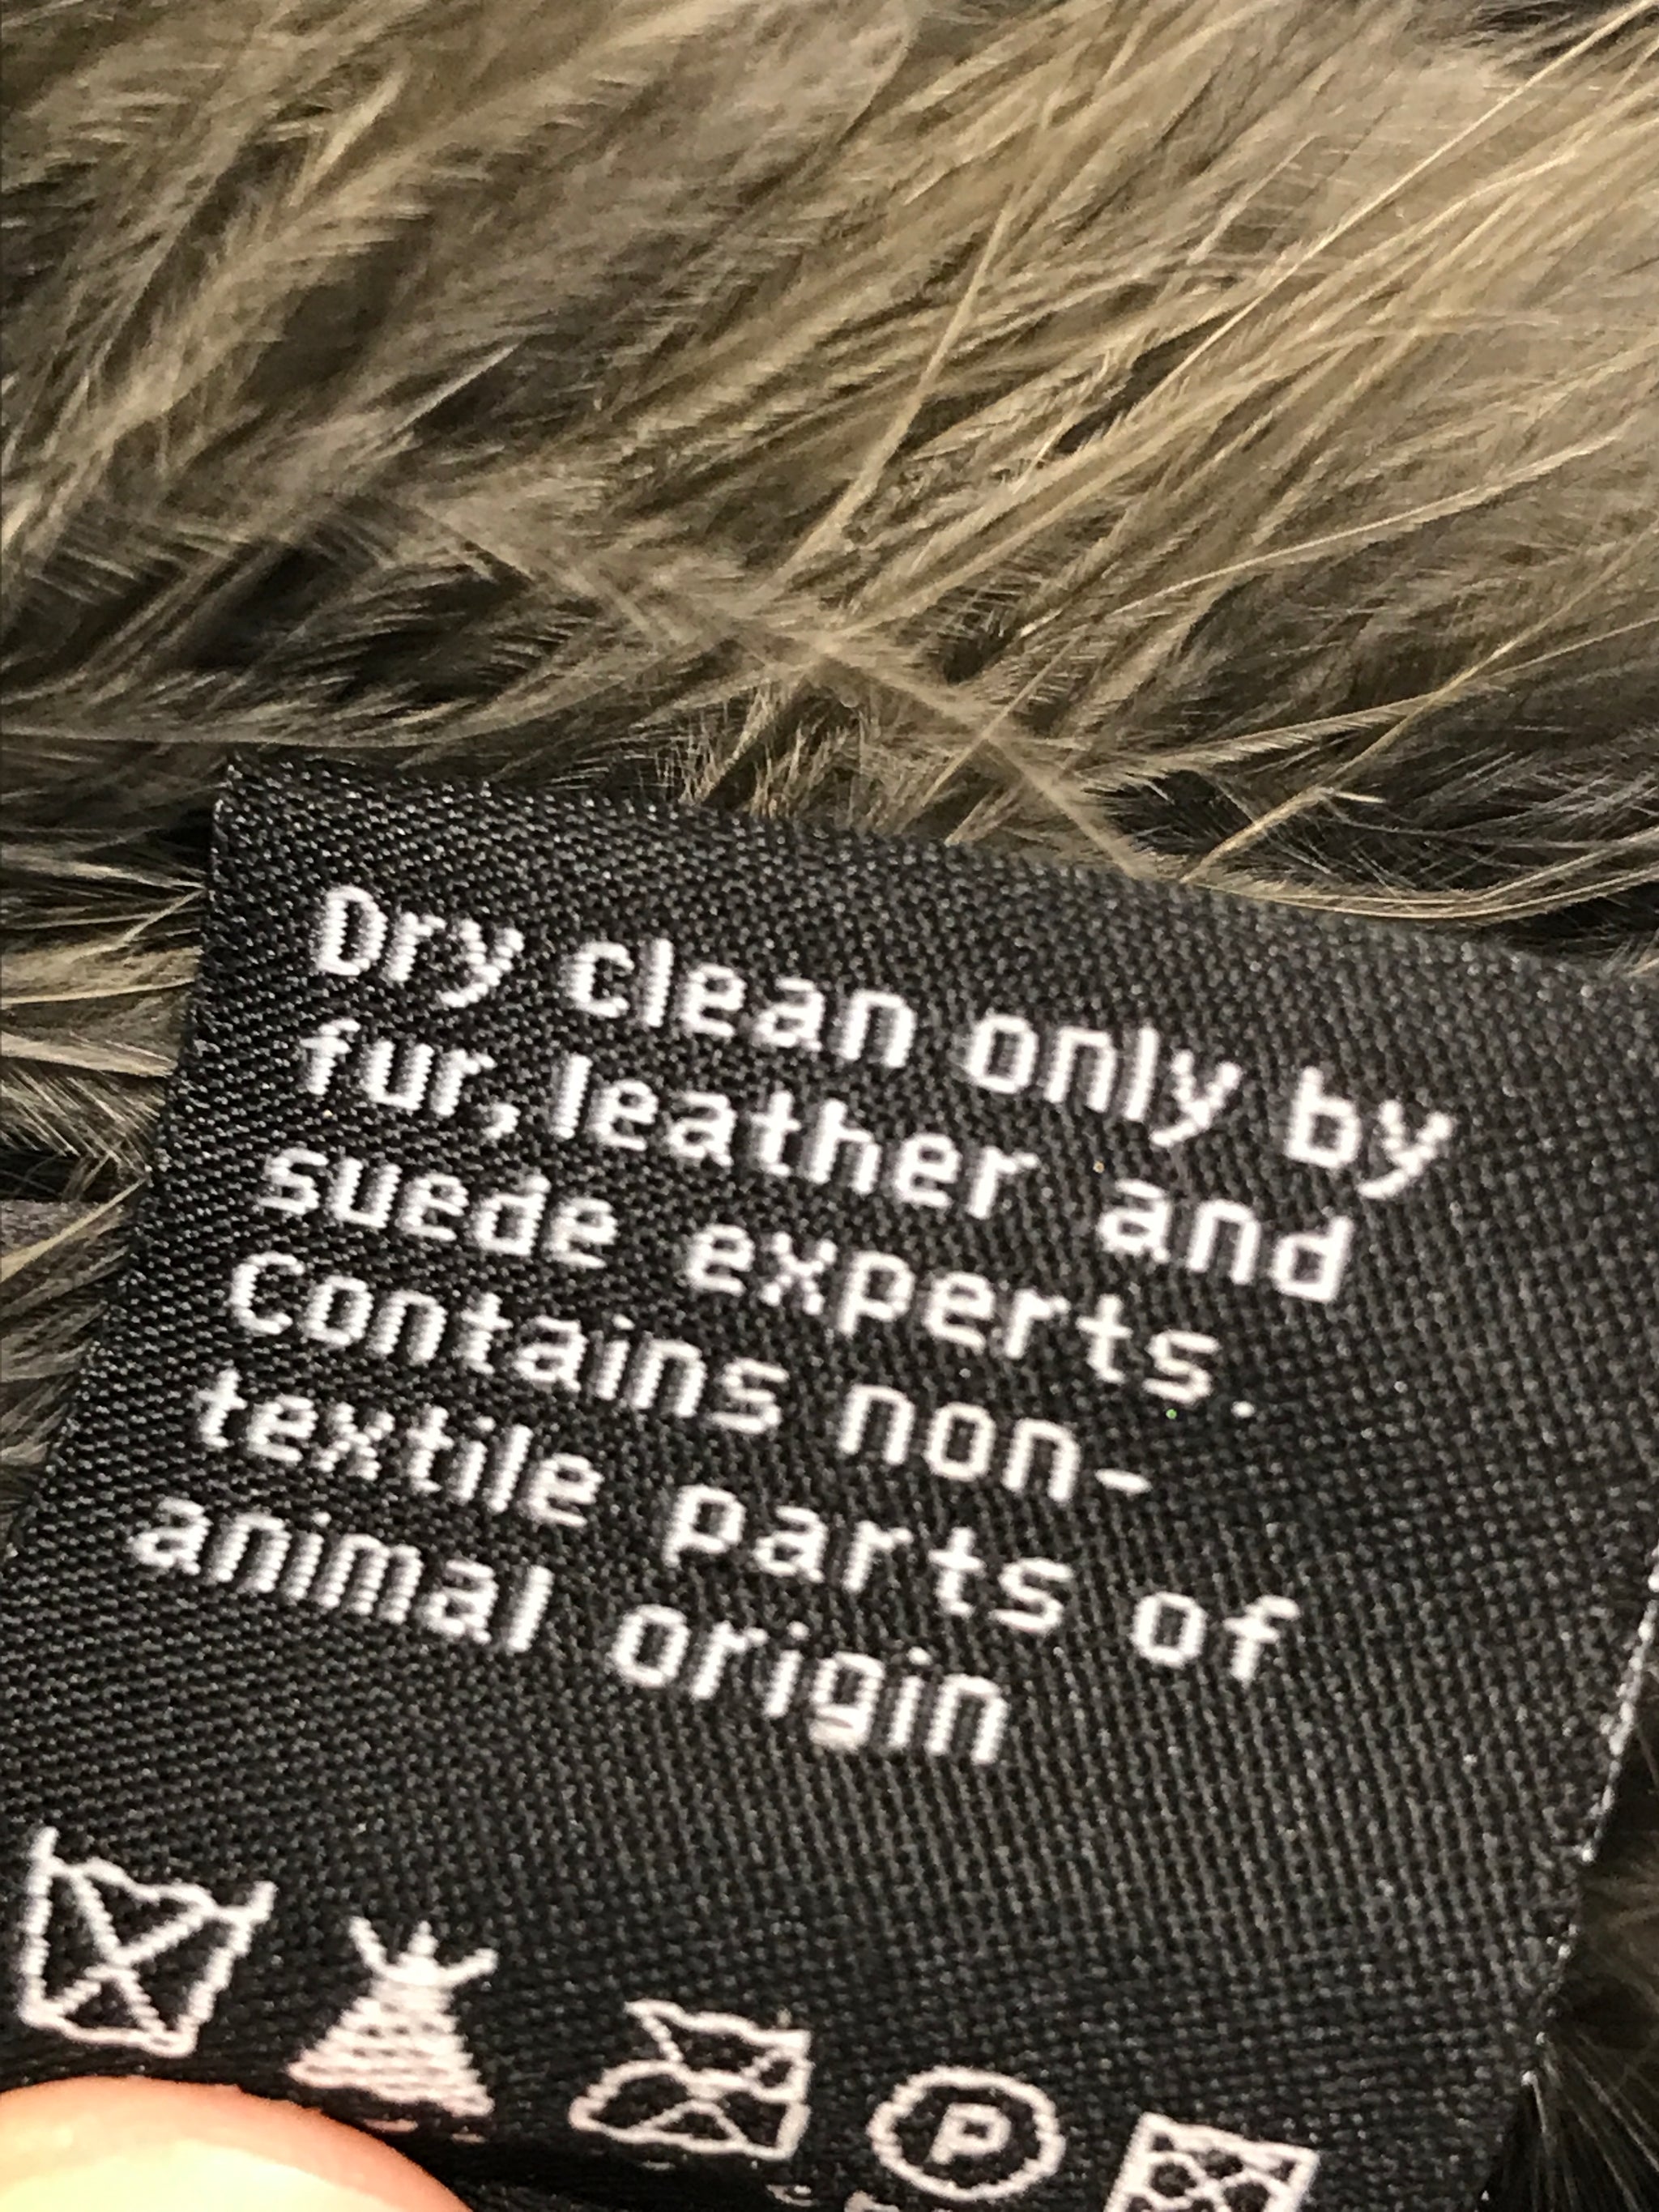 Dry clean only by
fur, leather and
suede experts.
Contains non-
textile parts of
animal origin
P